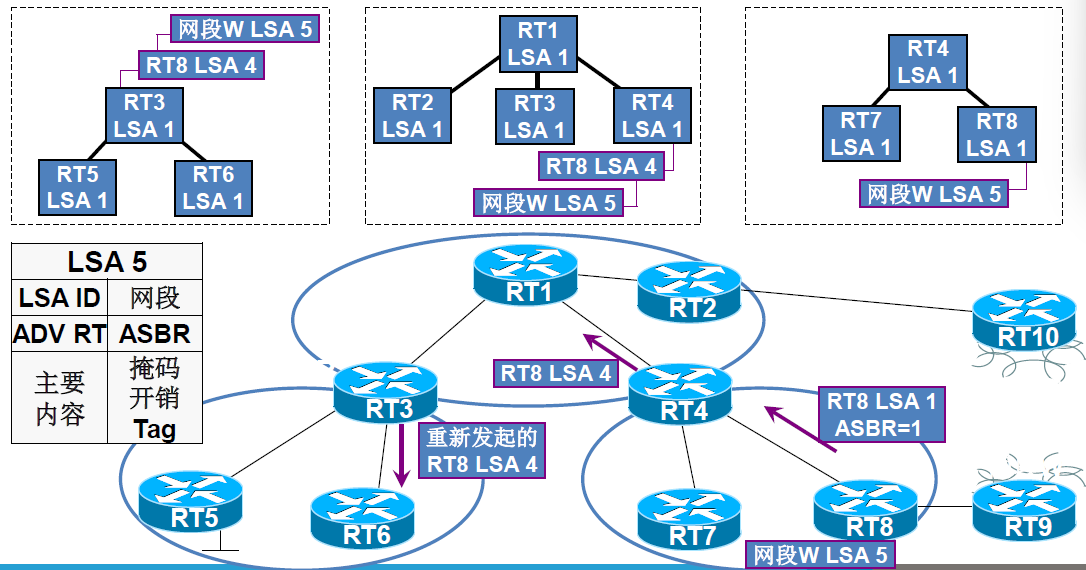 网段W LSA 5
RT8 LSA 4
RT3
LSA 1
RT5
LSA 1
RT6
LSA 1
RT1
LSA 1
RT2
LSA 1
RT3
LSA 1
RT4
LSA 1
RT8 LSA 4
网段W LSA 5
RT4
LSA 1
RT7
LSA 1
RT8
LSA 1
网段W LSA 5
LSA 5
LSA ID 网段
ADV RT ASBR
主要
内容
掩码
开销
Tag
RT1
RT2
RT10
RT8 LSA 4
RT3
RT4
RT8 LSA 1
ASBR=1
重新发起的
RT8 LSA 4
RT5
RT6
RT7
RT8
RT9
网段W LSA 5